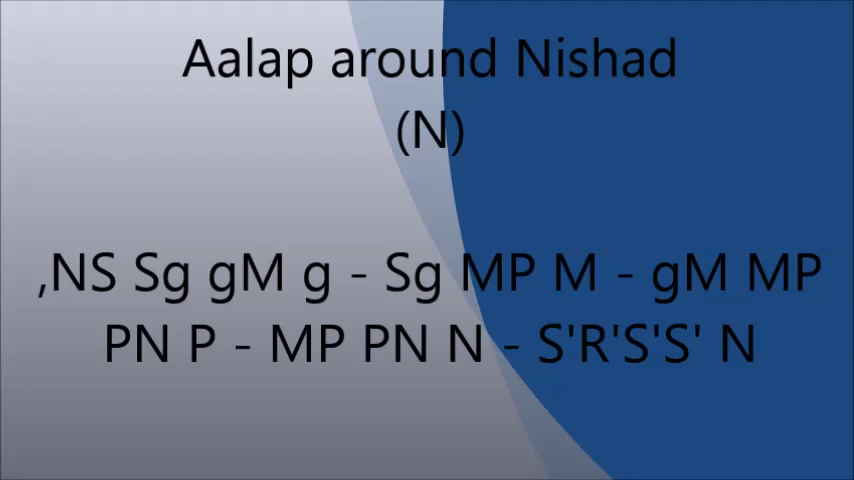 Aalap around Nishad
(N)
,NS Sg gM g - Sg MP M - gM MP
PN P - MP PN N - S'R'S'S' N